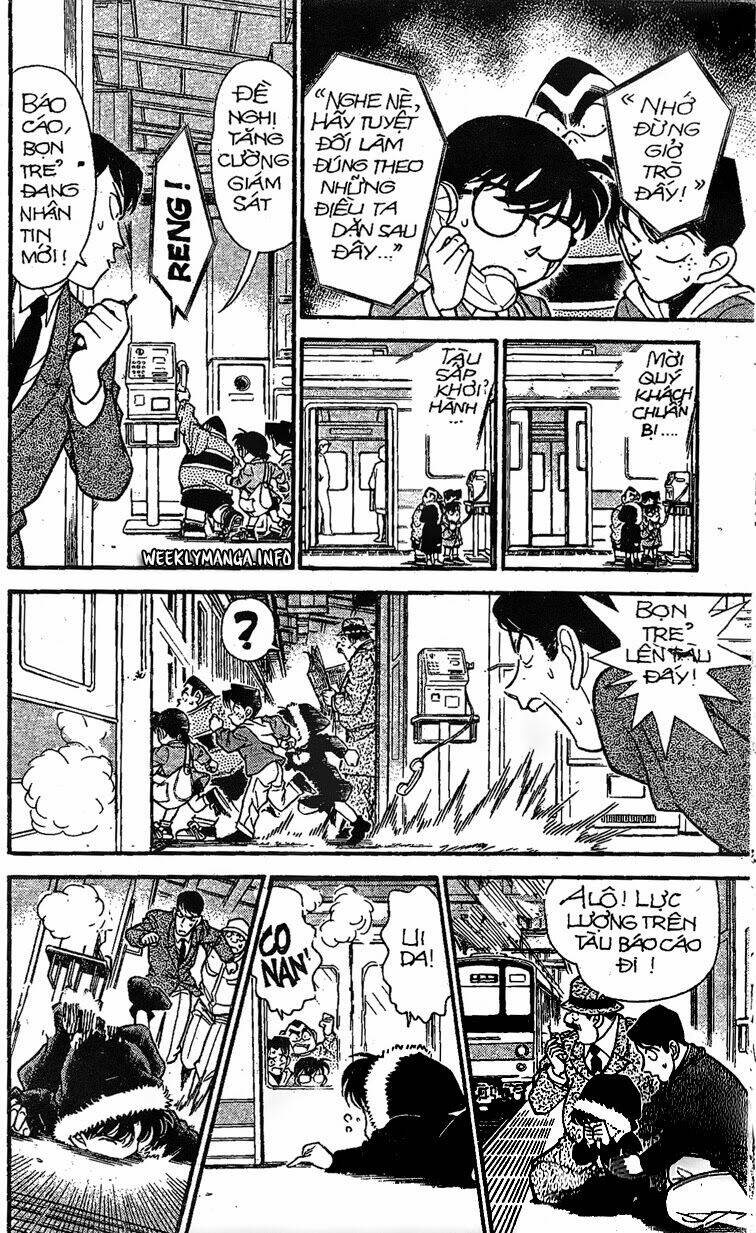 BÁO
CÁO,
BỌN
TRẺ
ĐANG
NHẬN
TIN
MỚI!
RENG!
ĐỀ
NGHỊ
TĂNG
CƯỜNG
GIÁM
SÁT
"NGHE NÈ,
HÃY TUYỆT
ĐỐI LÀM
ĐÚNG THEO
NHỮNG
ĐIỀU TA
DẶN SAU
ĐÂY..."
"NHỚ
ĐỪNG
GIỞ
TRÒ
ĐẤY!"
TÀU
SẮP
KHỞI
HÀNH
...
MỜI
QUÝ
KHÁCH
CHUẨN
BỊ....
WEEKLYMANGA.INFO
?
BỌN
TRẺ
LÊN TÀU
ĐẤY!
CO
NAN!
UI
DA!
ALÔ! LỰC
LƯỢNG TRÊN
TÀU BÁO CÁO
ĐI!